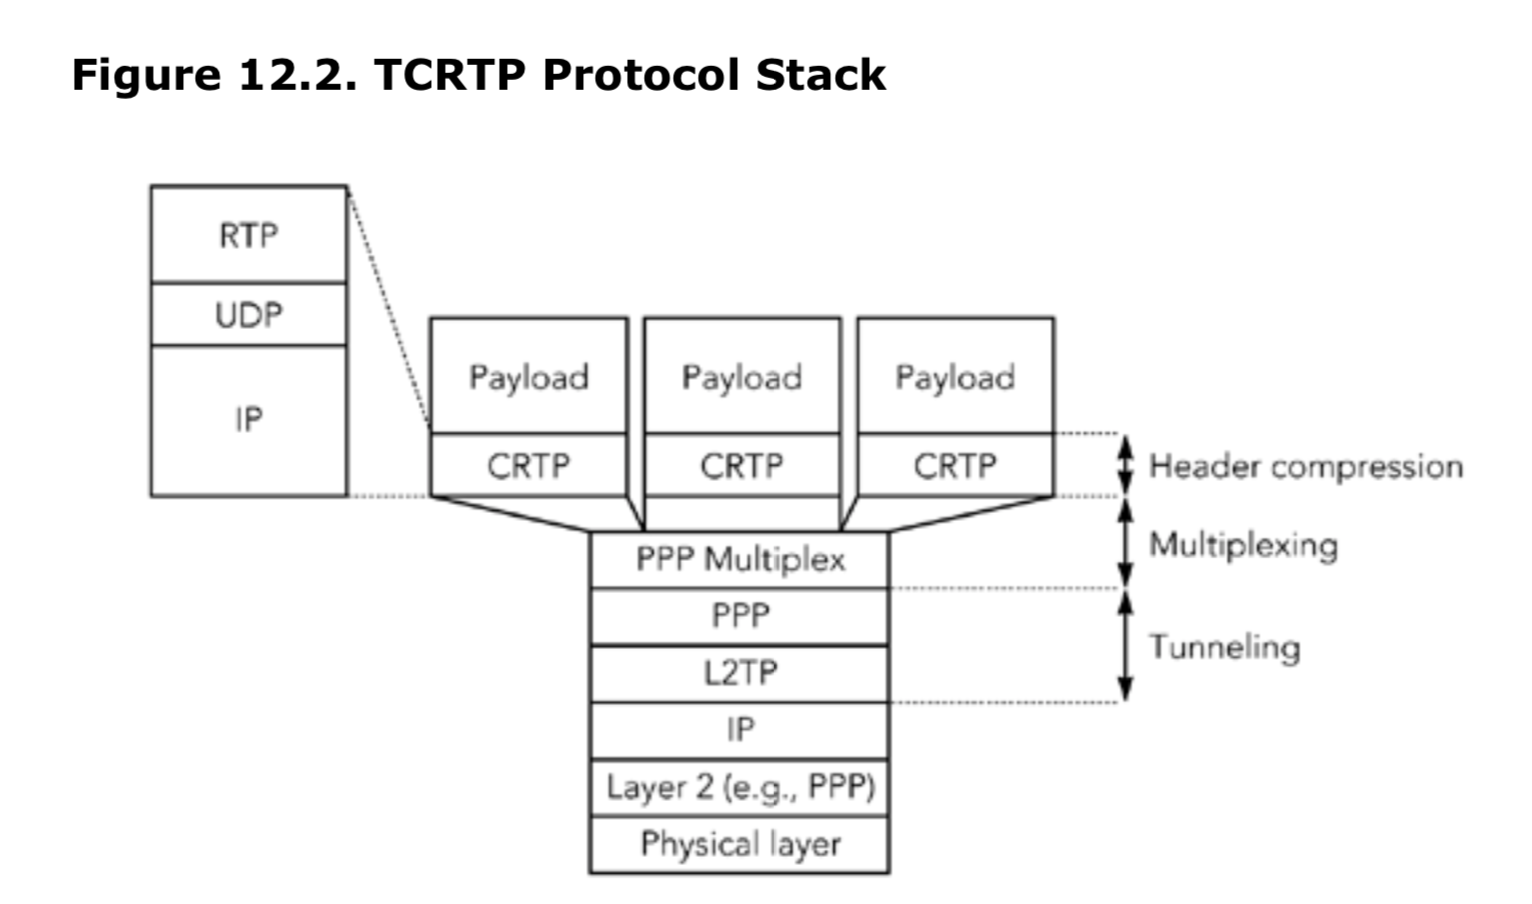 Figure 12.2. TCRTP Protocol Stack
RTP
UDP
IP
Payload
Payload
Payload
CRTP
CRTP
CRTP
Header compression
PPP Multiplex
Multiplexing
PPP
L2TP
Tunneling
IP
Layer 2 (e.g., PPP)
Physical layer